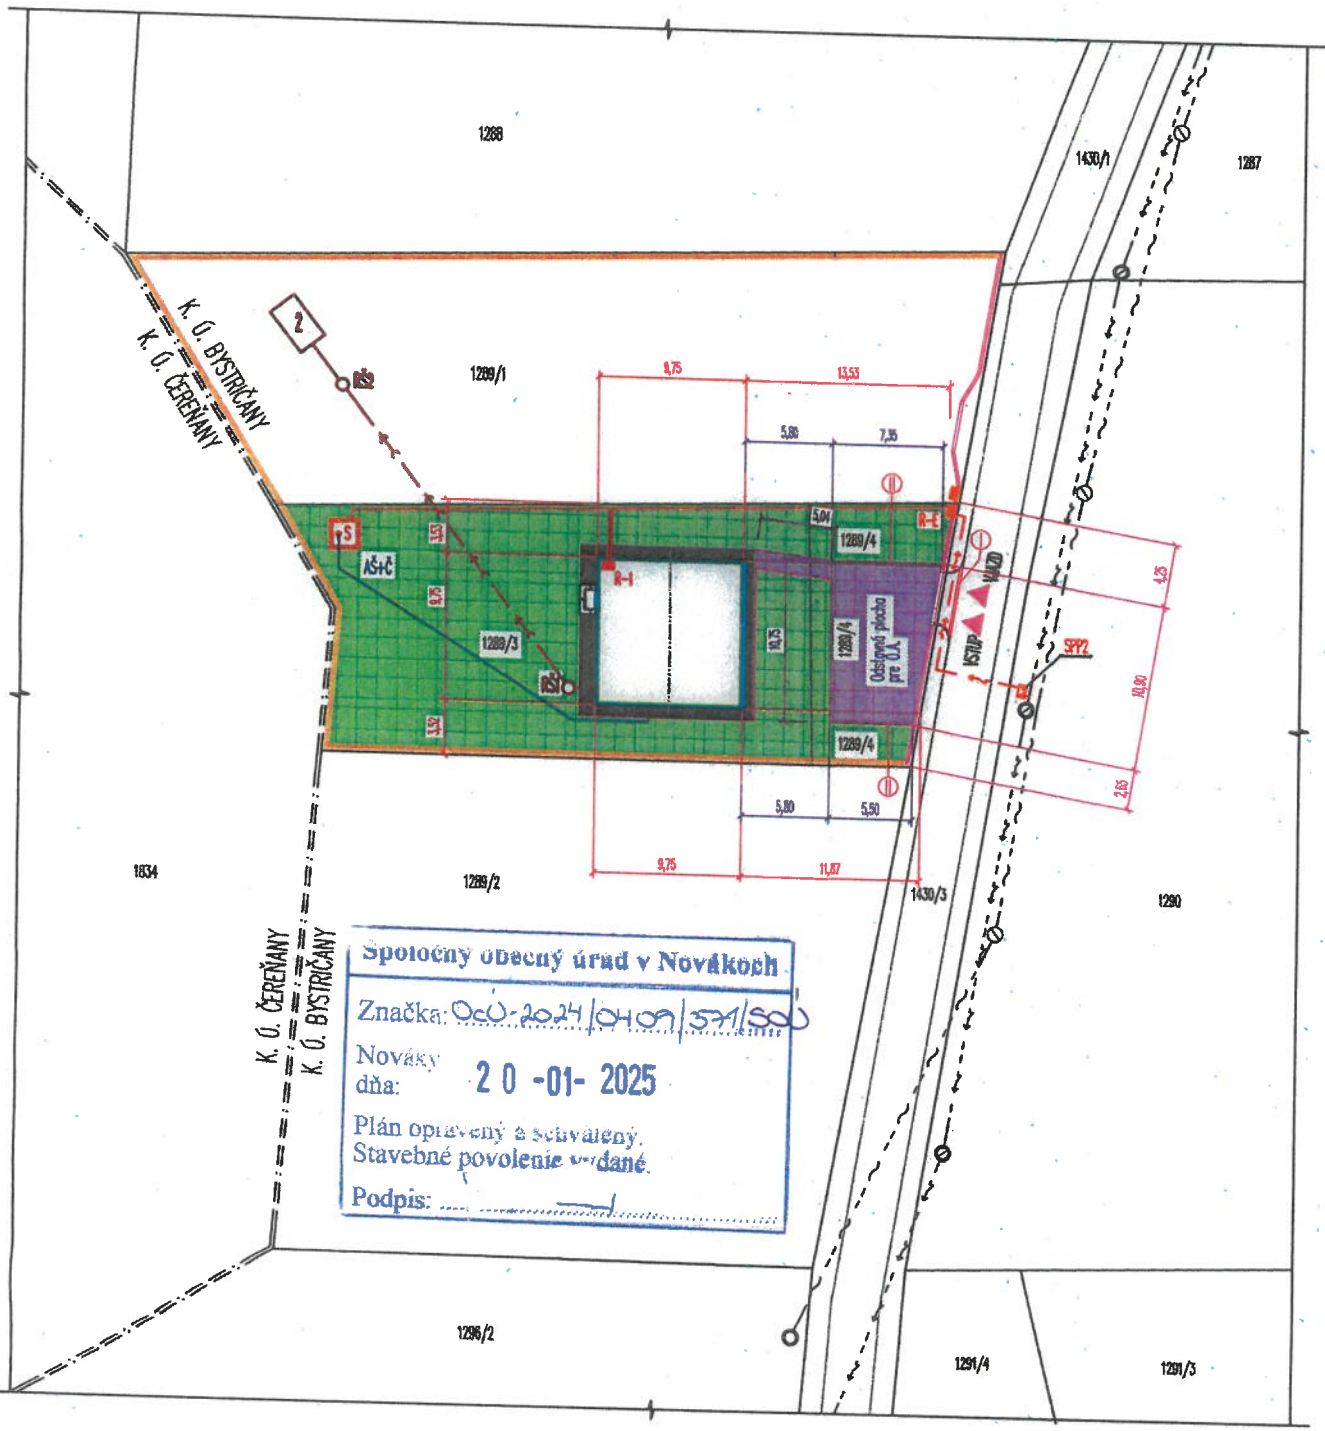 1288
1430/1
1287
K. Ú. BYSTRIČANY
K. Ú. ČEREŇANY
2
RŠ2
1289/1
9,75
13,53
5,80
7,35
S
AŠ+Č
3,53
9,75
3,52
R-I
5,04
1289/4
R-E
1289/3
10,75
1289/4
Odstavná plocha
pre O.A.
VSTUP
VJAZD
SPP2
4,25
10,90
2,65
1289/4
5,80
5,50
9,75
11,87
1834
1289/2
1430/3
1290
K. Ú. ČEREŇANY
K. Ú. BYSTRIČANY
Spoločný obecný úrad v Novákoch
Značka: OcÚ-2024/0409/571/SOÚ
Nováky
dňa: 20 -01- 2025
Plán opravený a schválený.
Stavebné povolenie vydané.
Podpis:
1296/2
1291/4
1291/3